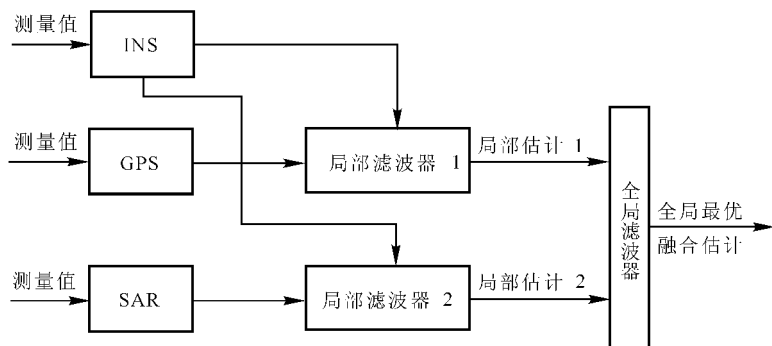 测量值
INS
测量值
GPS
局部滤波器 1
局部估计 1
测量值
SAR
局部滤波器 2
局部估计 2
全局滤波器
全局最优
融合估计